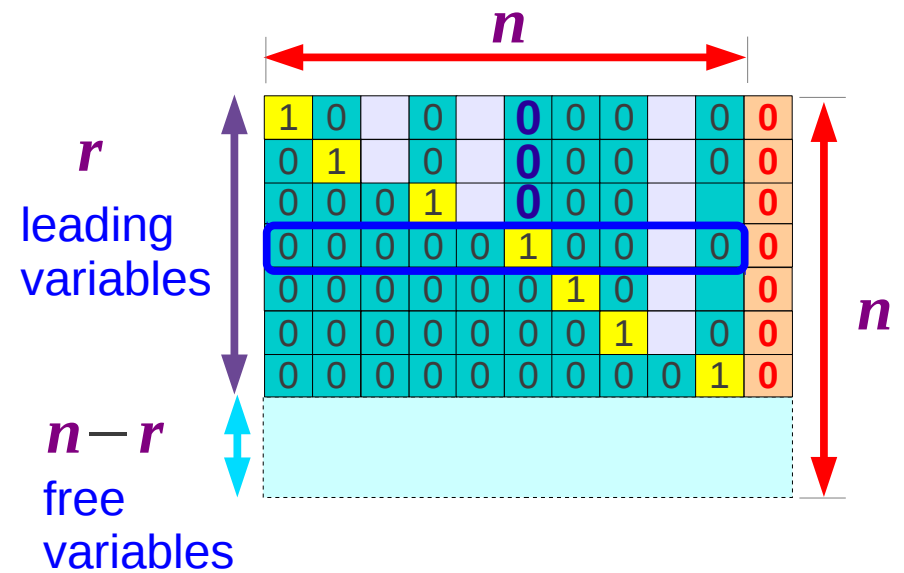 n
1 0 0 0 0 0 0 0
0 1 0 0 0 0 0 0
r
0 0 0 1 0 0 0 0
leading
0 0 0 0 0 1 0 0 0 0
variables
0 0 0 0 0 0 1 0 0
n
0 0 0 0 0 0 0 1 0 0
0 0 0 0 0 0 0 0 0 1 0
n — r
free
variables